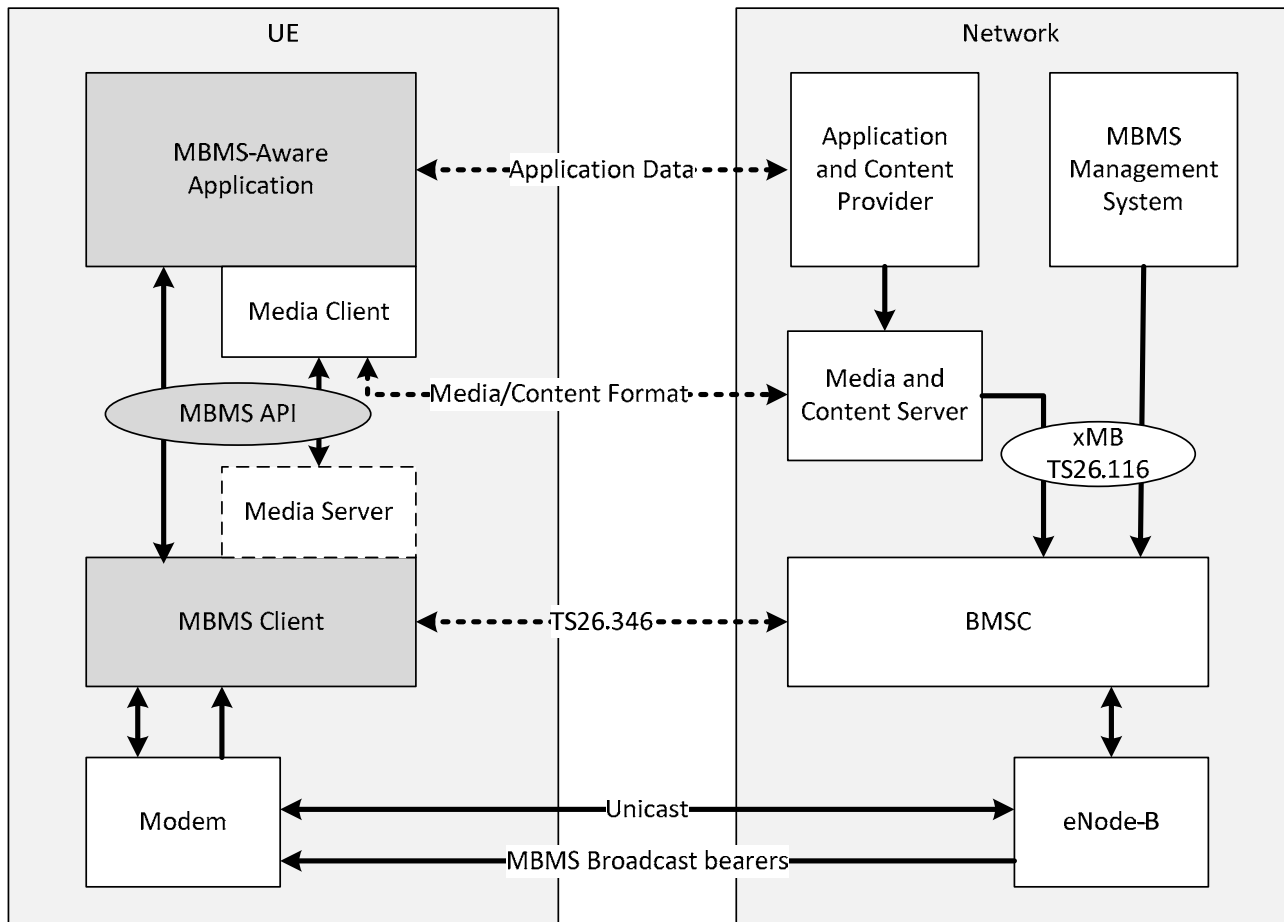 UE
Network
MBMS-Aware
Application
Application Data
Application
and Content
Provider
MBMS
Management
System
Media Client
Media/Content Format
Media and
Content Server
MBMS API
xMB
TS26.116
Media Server
MBMS Client
TS26.346
BMSC
Modem
Unicast
eNode-B
MBMS Broadcast bearers